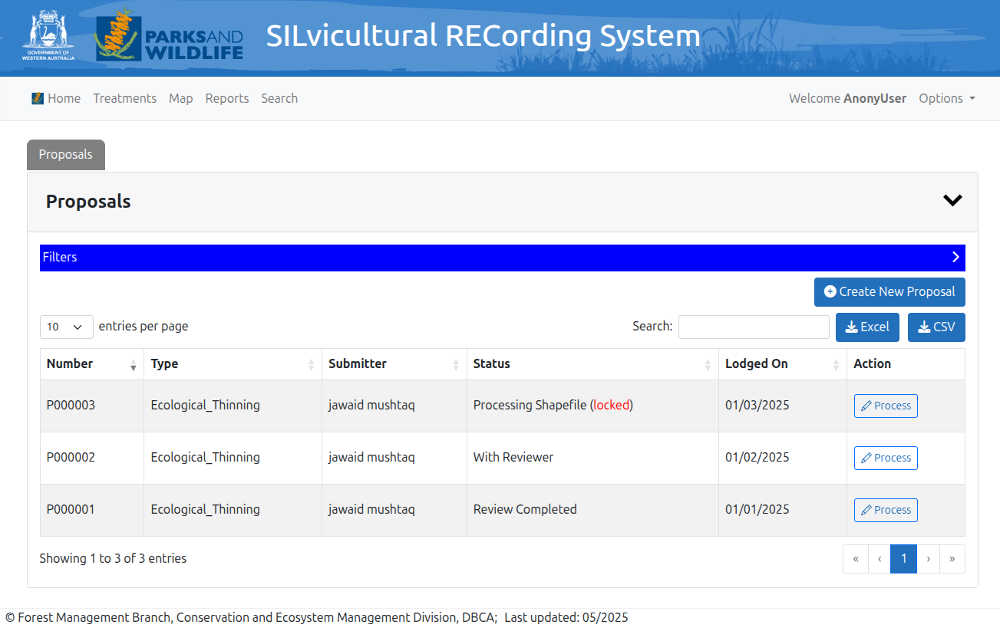 GOVERNMENT OF
WESTERN AUSTRALIA
PARKS AND
WILDLIFE
SILvicultural RECording System
Home Treatments Map Reports Search Welcome AnonyUser Options
Proposals
Proposals
Filters
Create New Proposal
10 entries per page Search: Excel CSV
Number Type Submitter Status Lodged On Action
P000003 Ecological_Thinning jawaid mushtaq Processing Shapefile (locked) 01/03/2025 Process
P000002 Ecological_Thinning jawaid mushtaq With Reviewer 01/02/2025 Process
P000001 Ecological_Thinning jawaid mushtaq Review Completed 01/01/2025 Process
Showing 1 to 3 of 3 entries « ‹ 1 › »
© Forest Management Branch, Conservation and Ecosystem Management Division, DBCA; Last updated: 05/2025